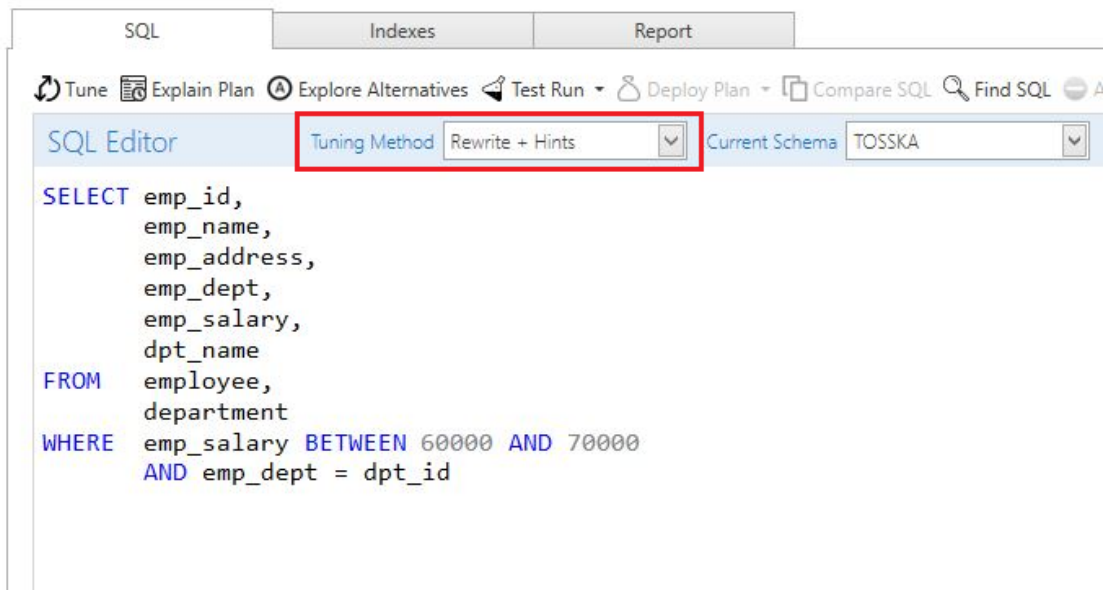 SQL Indexes Report
Tune Explain Plan Explore Alternatives Test Run Deploy Plan Compare SQL Find SQL A
SQL Editor Tuning Method Rewrite + Hints Current Schema TOSSKA
SELECT emp_id,
emp_name,
emp_address,
emp_dept,
emp_salary,
dpt_name
FROM employee,
department
WHERE emp_salary BETWEEN 60000 AND 70000
AND emp_dept = dpt_id